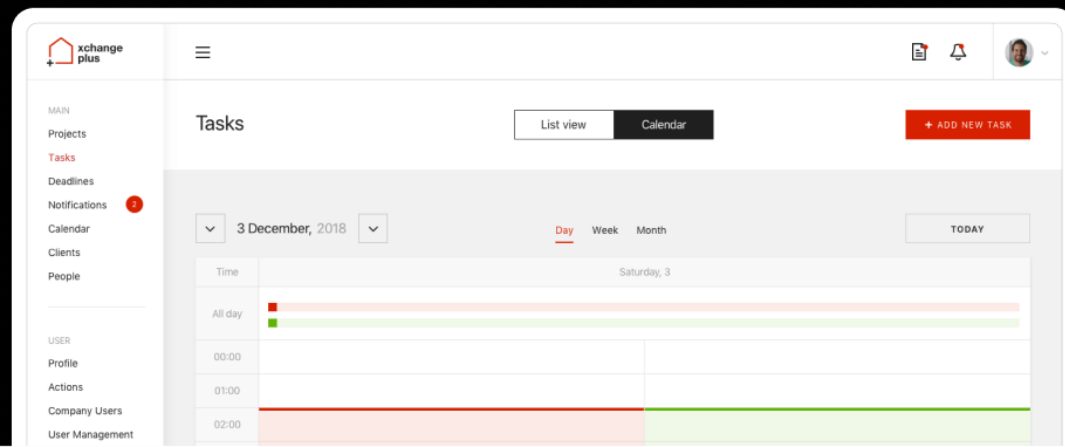 xchange
plus
MAIN
Projects
Tasks
Deadlines
Notifications 2
Calendar
Clients
People
USER
Profile
Actions
Company Users
User Management
Tasks
List view Calendar
+ ADD NEW TASK
3 December, 2018
Day Week Month
TODAY
Time Saturday, 3
All day
00:00
01:00
02:00